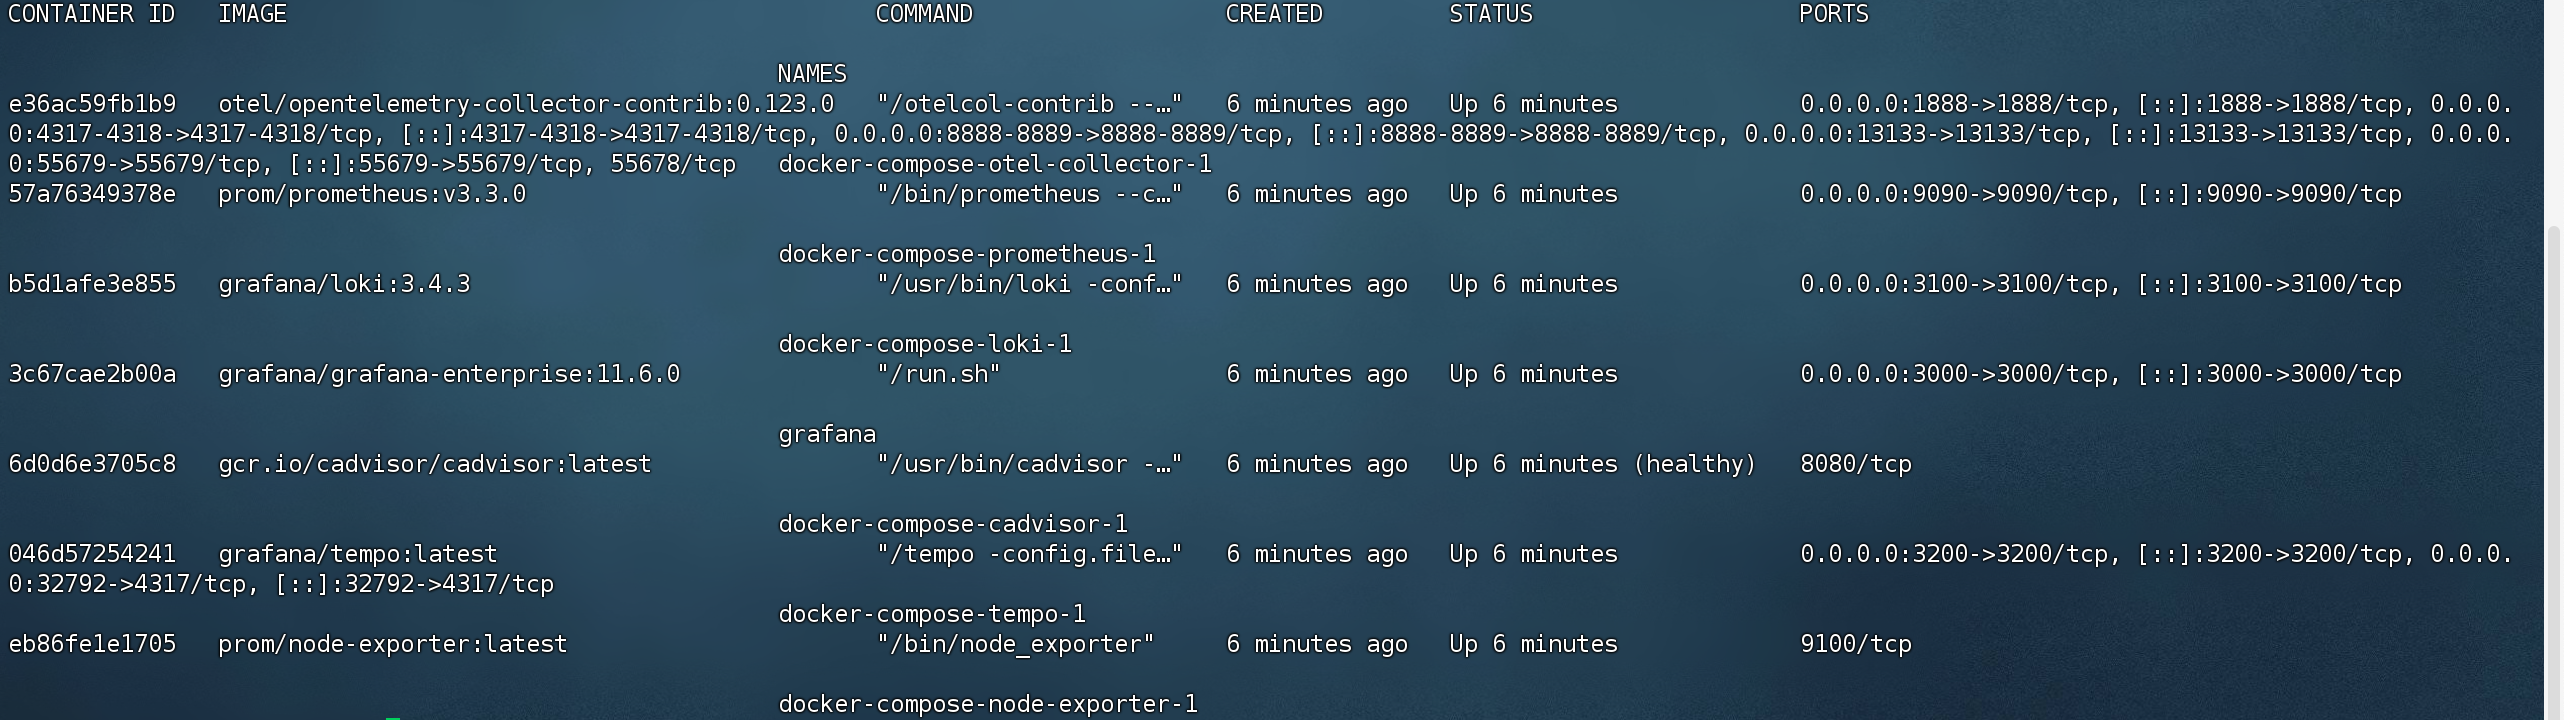 CONTAINER ID   IMAGE                                          COMMAND                  CREATED         STATUS                   PORTS
NAMES
e36ac59fb1b9   otel/opentelemetry-collector-contrib:0.123.0   "/otelcol-contrib --…"   6 minutes ago   Up 6 minutes             0.0.0.0:1888->1888/tcp, [::]:1888->1888/tcp, 0.0.0.
0:4317-4318->4317-4318/tcp, [::]:4317-4318->4317-4318/tcp, 0.0.0.0:8888-8889->8888-8889/tcp, [::]:8888-8889->8888-8889/tcp, 0.0.0.0:13133->13133/tcp, [::]:13133->13133/tcp, 0.0.0.
0:55679->55679/tcp, [::]:55679->55679/tcp, 55678/tcp   docker-compose-otel-collector-1
57a76349378e   prom/prometheus:v3.3.0                         "/bin/prometheus --c…"   6 minutes ago   Up 6 minutes             0.0.0.0:9090->9090/tcp, [::]:9090->9090/tcp
docker-compose-prometheus-1
b5d1afe3e855   grafana/loki:3.4.3                             "/usr/bin/loki -conf…"   6 minutes ago   Up 6 minutes             0.0.0.0:3100->3100/tcp, [::]:3100->3100/tcp
docker-compose-loki-1
3c67cae2b00a   grafana/grafana-enterprise:11.6.0              "/run.sh"                6 minutes ago   Up 6 minutes             0.0.0.0:3000->3000/tcp, [::]:3000->3000/tcp
grafana
6d0d6e3705c8   gcr.io/cadvisor/cadvisor:latest                "/usr/bin/cadvisor -…"   6 minutes ago   Up 6 minutes (healthy)   8080/tcp
docker-compose-cadvisor-1
046d57254241   grafana/tempo:latest                           "/tempo -config.file…"   6 minutes ago   Up 6 minutes             0.0.0.0:3200->3200/tcp, [::]:3200->3200/tcp, 0.0.0.
0:32792->4317/tcp, [::]:32792->4317/tcp
docker-compose-tempo-1
eb86fe1e1705   prom/node-exporter:latest                      "/bin/node_exporter"     6 minutes ago   Up 6 minutes             9100/tcp
docker-compose-node-exporter-1